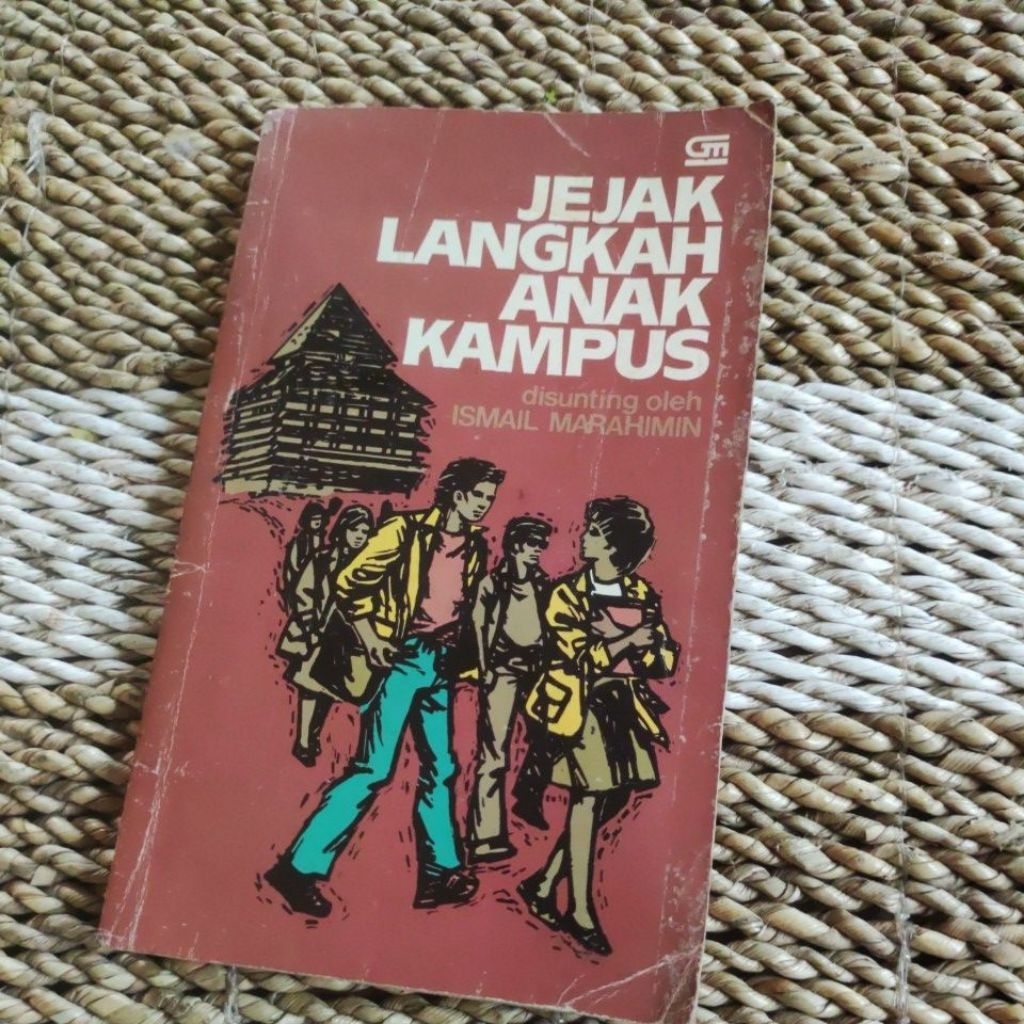 GM
JEJAK
LANGKAH
ANAK
KAMPUS
disunting oleh
ISMAIL MARAHIMIN